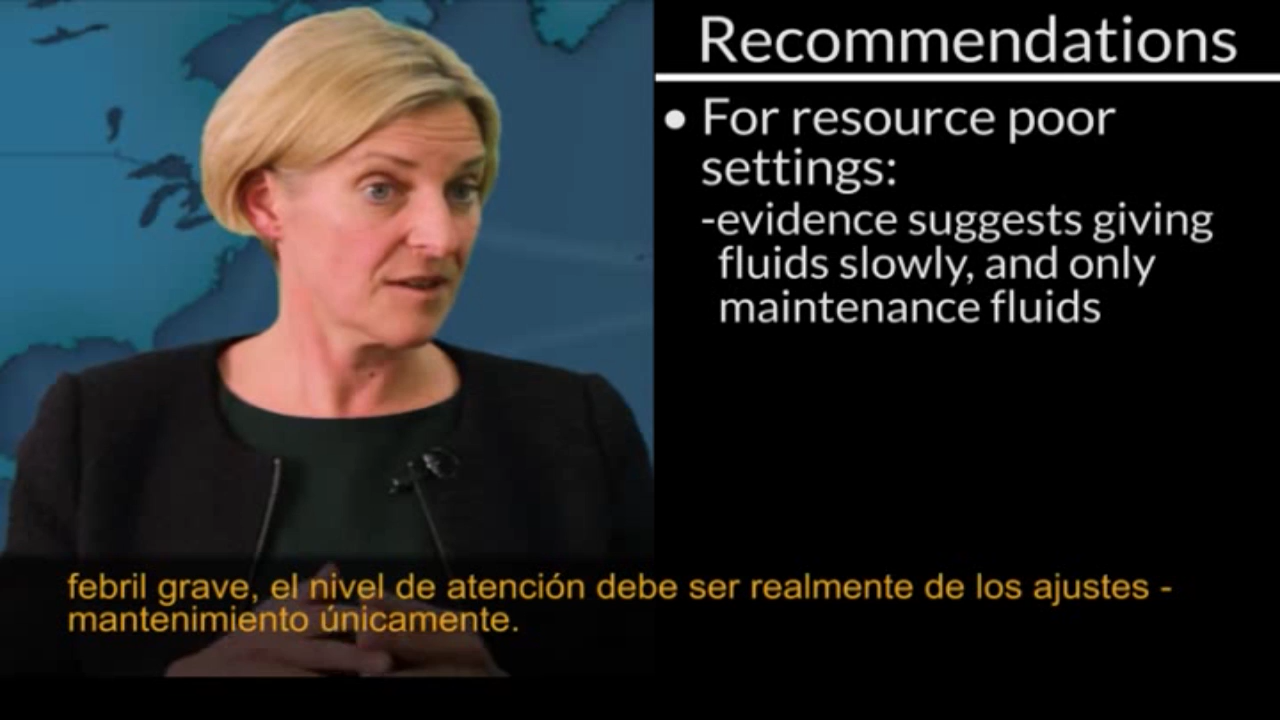 Recommendations
• For resource poor
settings:
-evidence suggests giving
fluids slowly, and only
maintenance fluids
febril grave, el nivel de atención debe ser realmente de los ajustes -
mantenimiento únicamente.